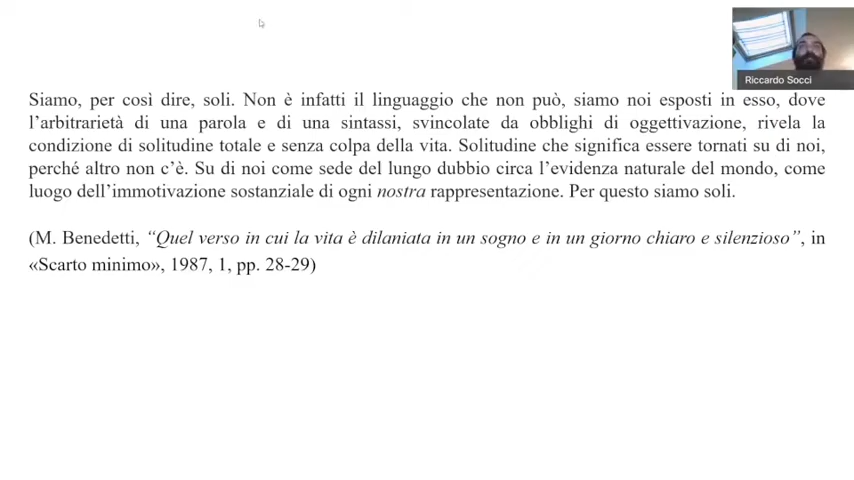 Riccardo Socci
Siamo, per così dire, soli. Non è infatti il linguaggio che non può, siamo noi esposti in esso, dove
l’arbitrarietà di una parola e di una sintassi, svincolate da obblighi di oggettivazione, rivela la
condizione di solitudine totale e senza colpa della vita. Solitudine che significa essere tornati su di noi,
perché altro non c’è. Su di noi come sede del lungo dubbio circa l’evidenza naturale del mondo, come
luogo dell’immotivazione sostanziale di ogni nostra rappresentazione. Per questo siamo soli.
(M. Benedetti, “Quel verso in cui la vita è dilaniata in un sogno e in un giorno chiaro e silenzioso”, in
«Scarto minimo», 1987, 1, pp. 28-29)